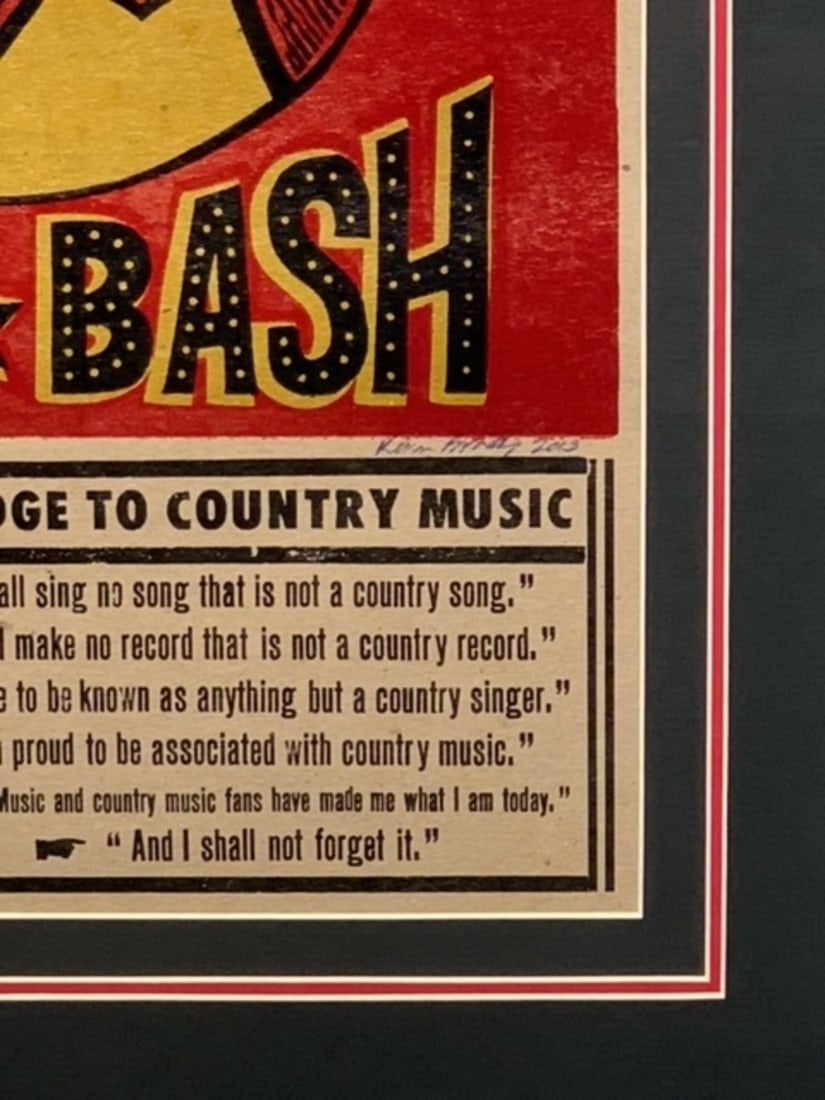 BASH
2013
DGE TO COUNTRY MUSIC
all sing no song that is not a country song.”
make no record that is not a country record.”
e to be known as anything but a country singer.”
proud to be associated with country music.”
Music and country music fans have made me what I am today.”
“ And I shall not forget it.”